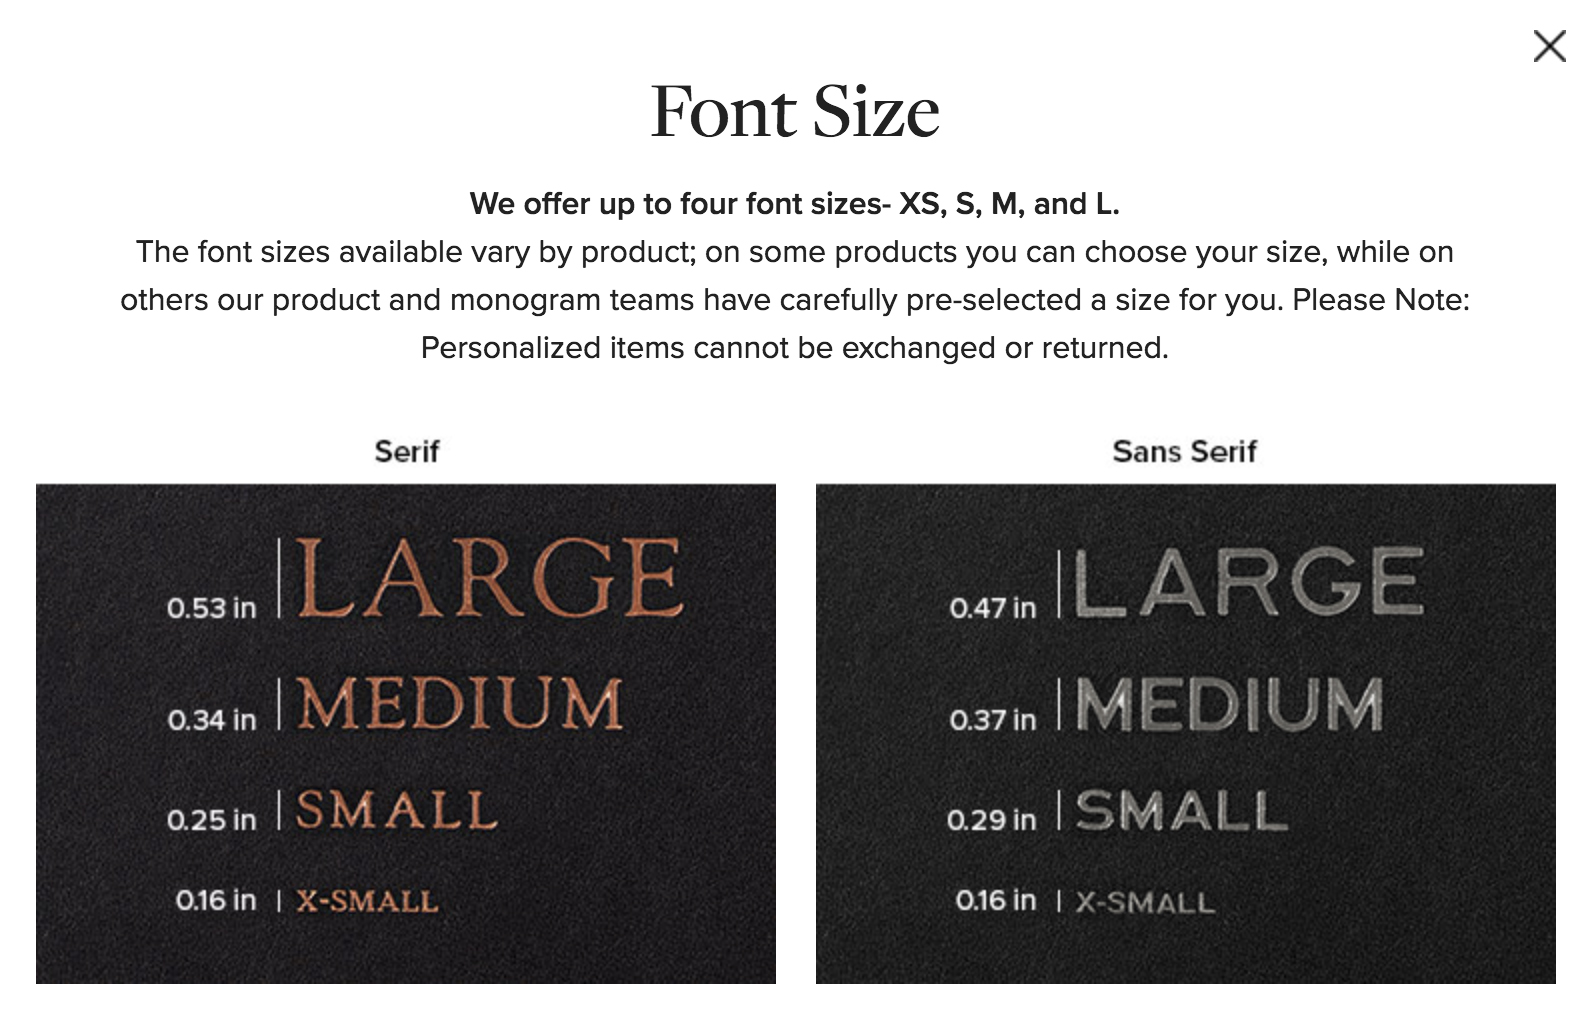 Font Size
We offer up to four font sizes- XS, S, M, and L.
The font sizes available vary by product; on some products you can choose your size, while on
others our product and monogram teams have carefully pre-selected a size for you. Please Note:
Personalized items cannot be exchanged or returned.
Serif
0.53 in LARGE
0.34 in MEDIUM
0.25 in SMALL
0.16 in X-SMALL
Sans Serif
0.47 in LARGE
0.37 in MEDIUM
0.29 in SMALL
0.16 in X-SMALL